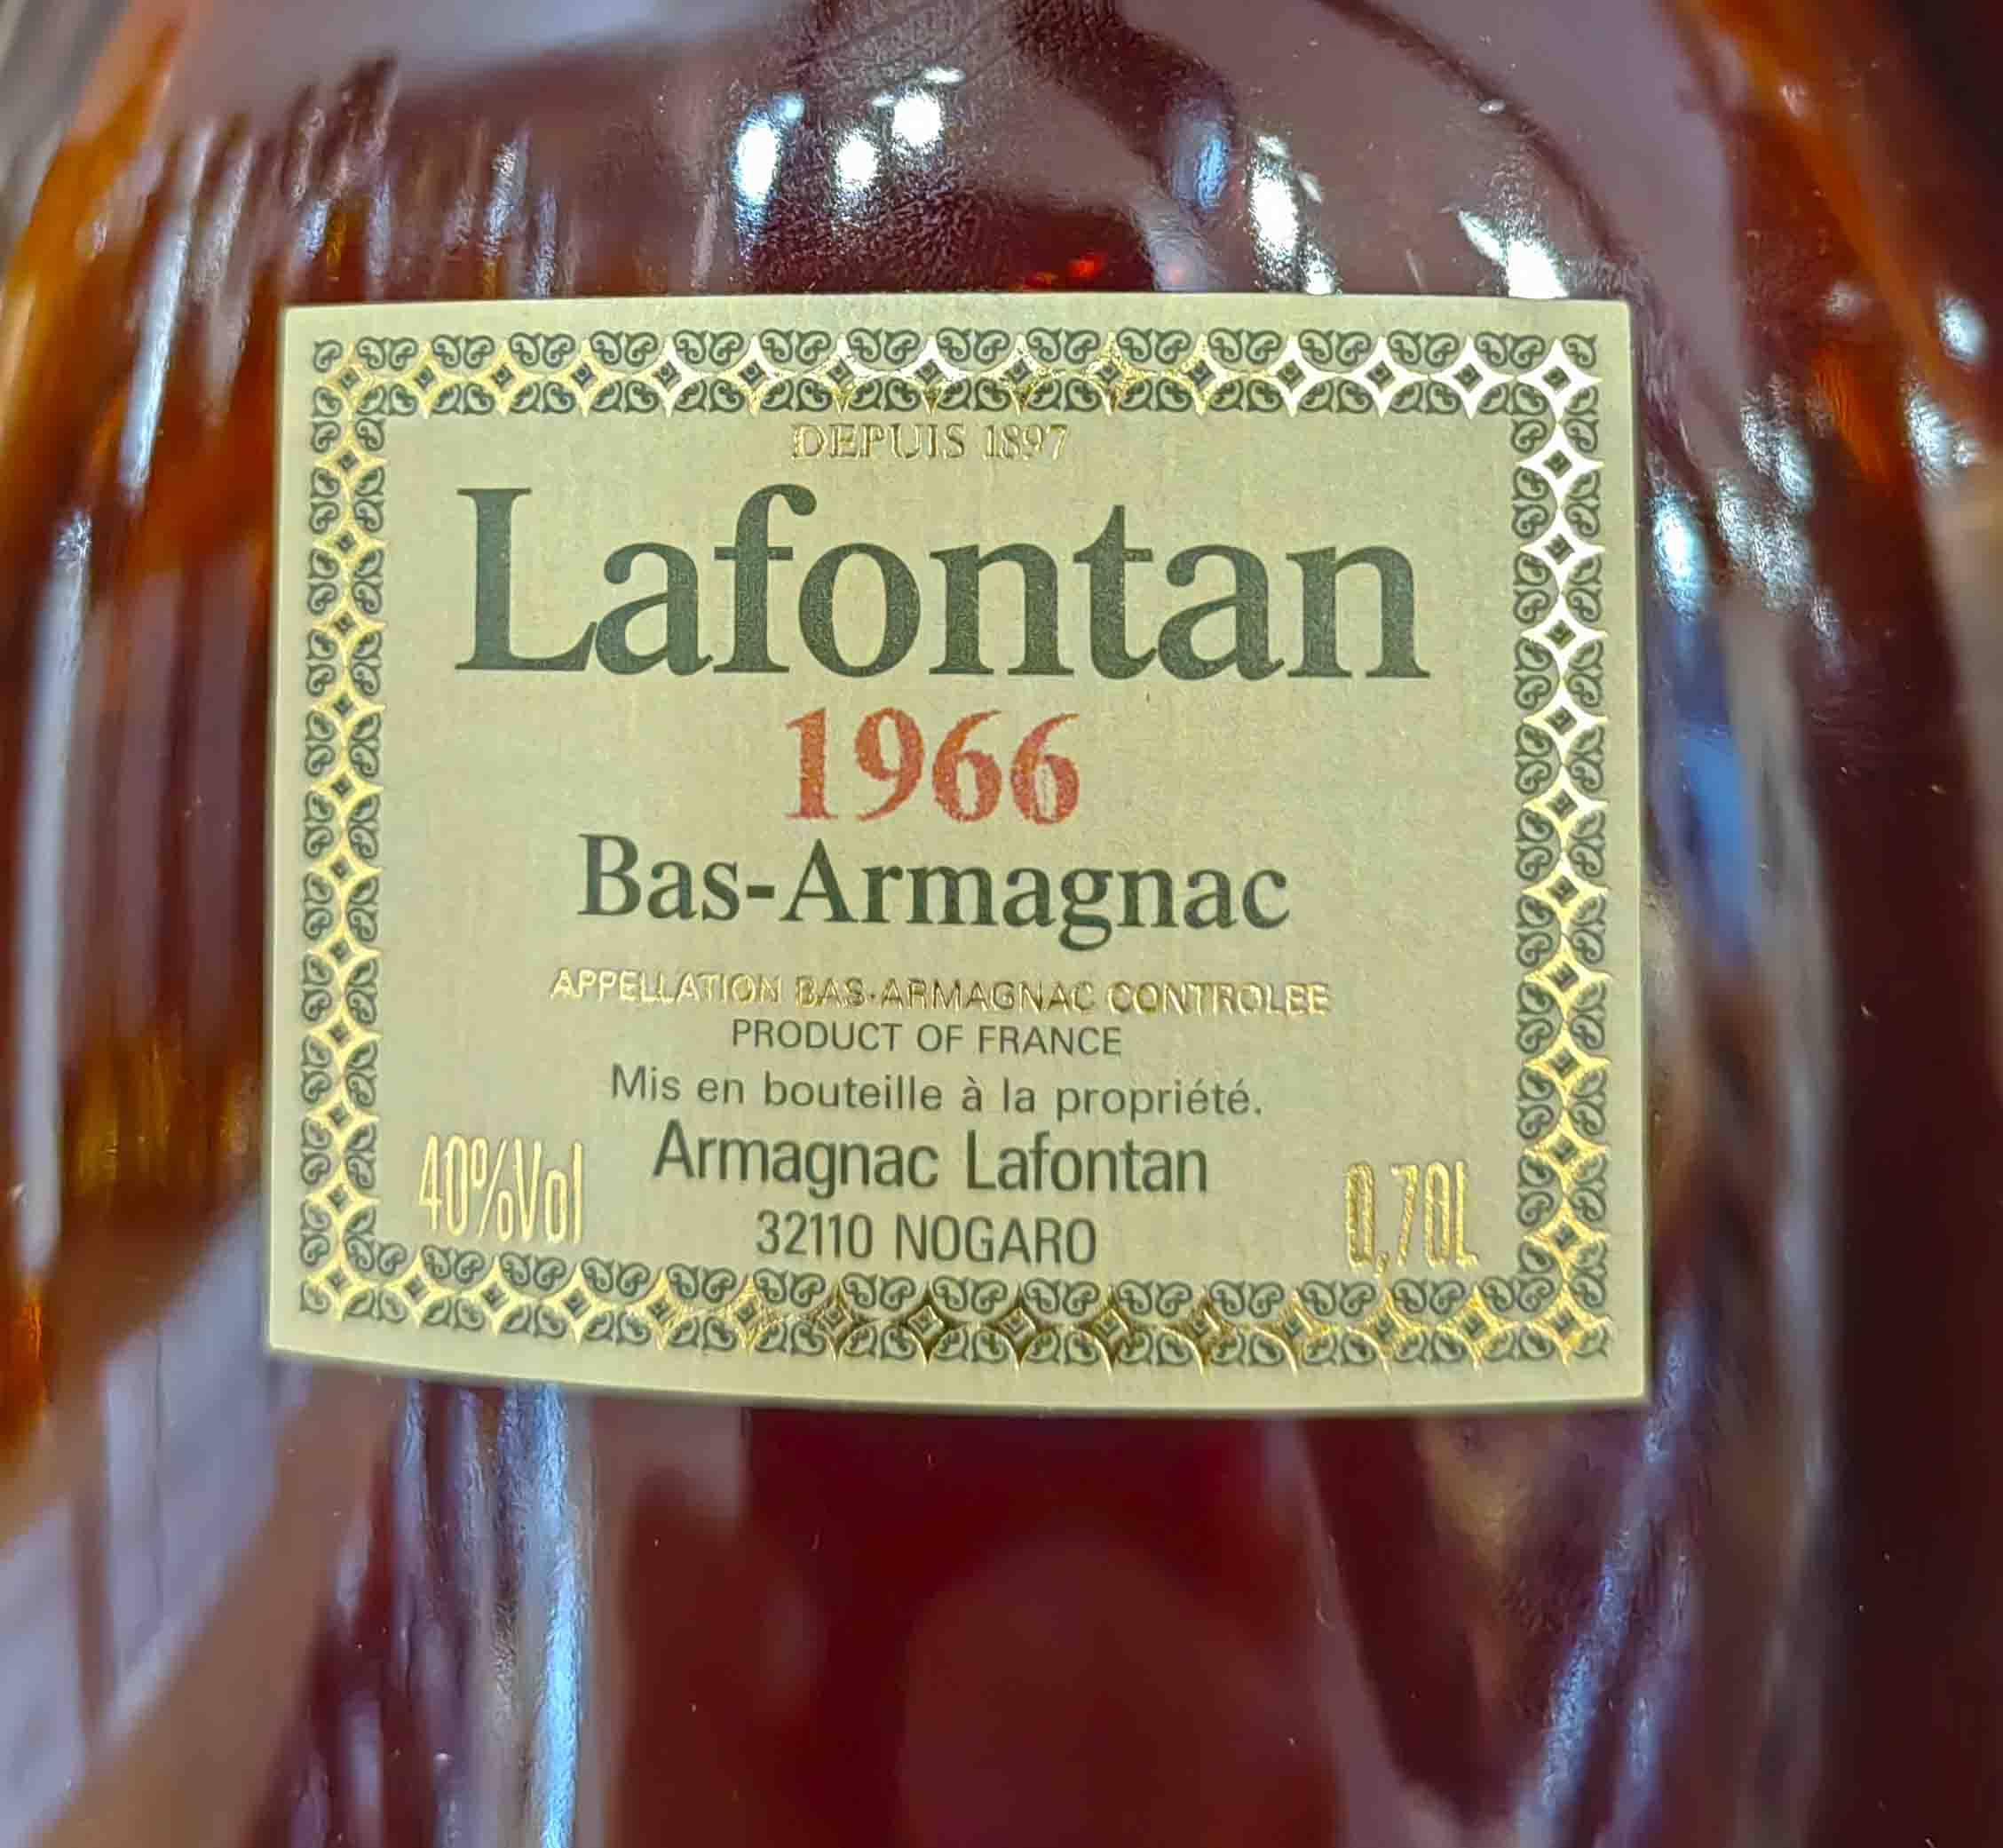 DEPUIS 1897
Lafontan
1966
Bas-Armagnac
APPELLATION BAS-ARMAGNAC CONTROLEE
PRODUCT OF FRANCE
Mis en bouteille à la propriété.
Armagnac Lafontan
40%Vol 32110 NOGARO 0,70L